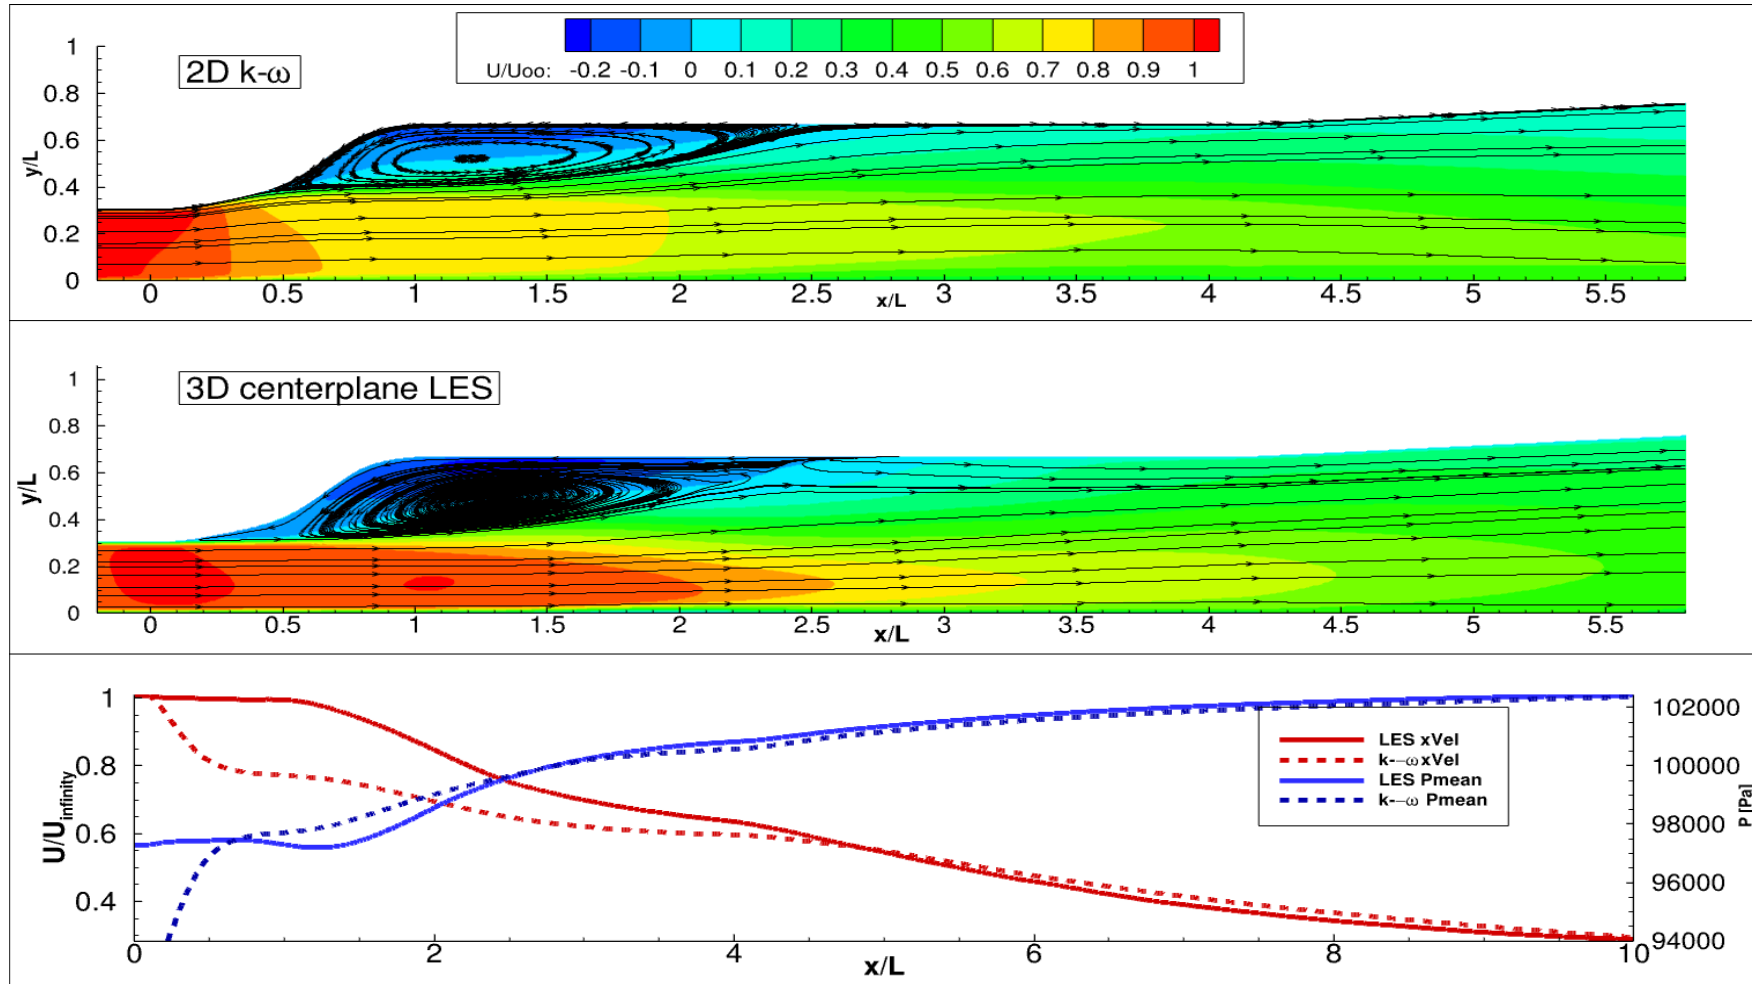 U/Uoo: -0.2 -0.1 0 0.1 0.2 0.3 0.4 0.5 0.6 0.7 0.8 0.9 1
2D k-ω
y/L
1
0.8
0.6
0.4
0.2
0
0 0.5 1 1.5 2 2.5 3 3.5 4 4.5 5 5.5
x/L
3D centerplane LES
y/L
1
0.8
0.6
0.4
0.2
0
0 0.5 1 1.5 2 2.5 3 3.5 4 4.5 5 5.5
x/L
U/Uinfinity
1
0.8
0.6
0.4
LES xVel
k-–ω xVel
LES Pmean
k-–ω Pmean
102000
100000
98000
96000
94000
P [Pa]
0 2 4 6 8 10
x/L